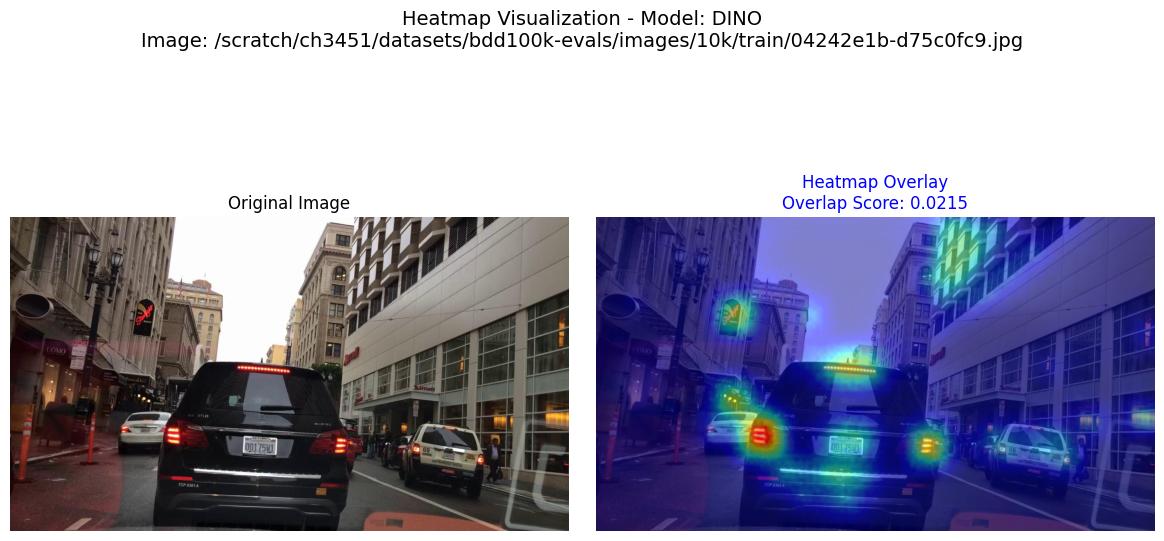 Heatmap Visualization - Model: DINO
Image: /scratch/ch3451/datasets/bdd100k-evals/images/10k/train/04242e1b-d75c0fc9.jpg
Original Image
Heatmap Overlay
Overlap Score: 0.0215